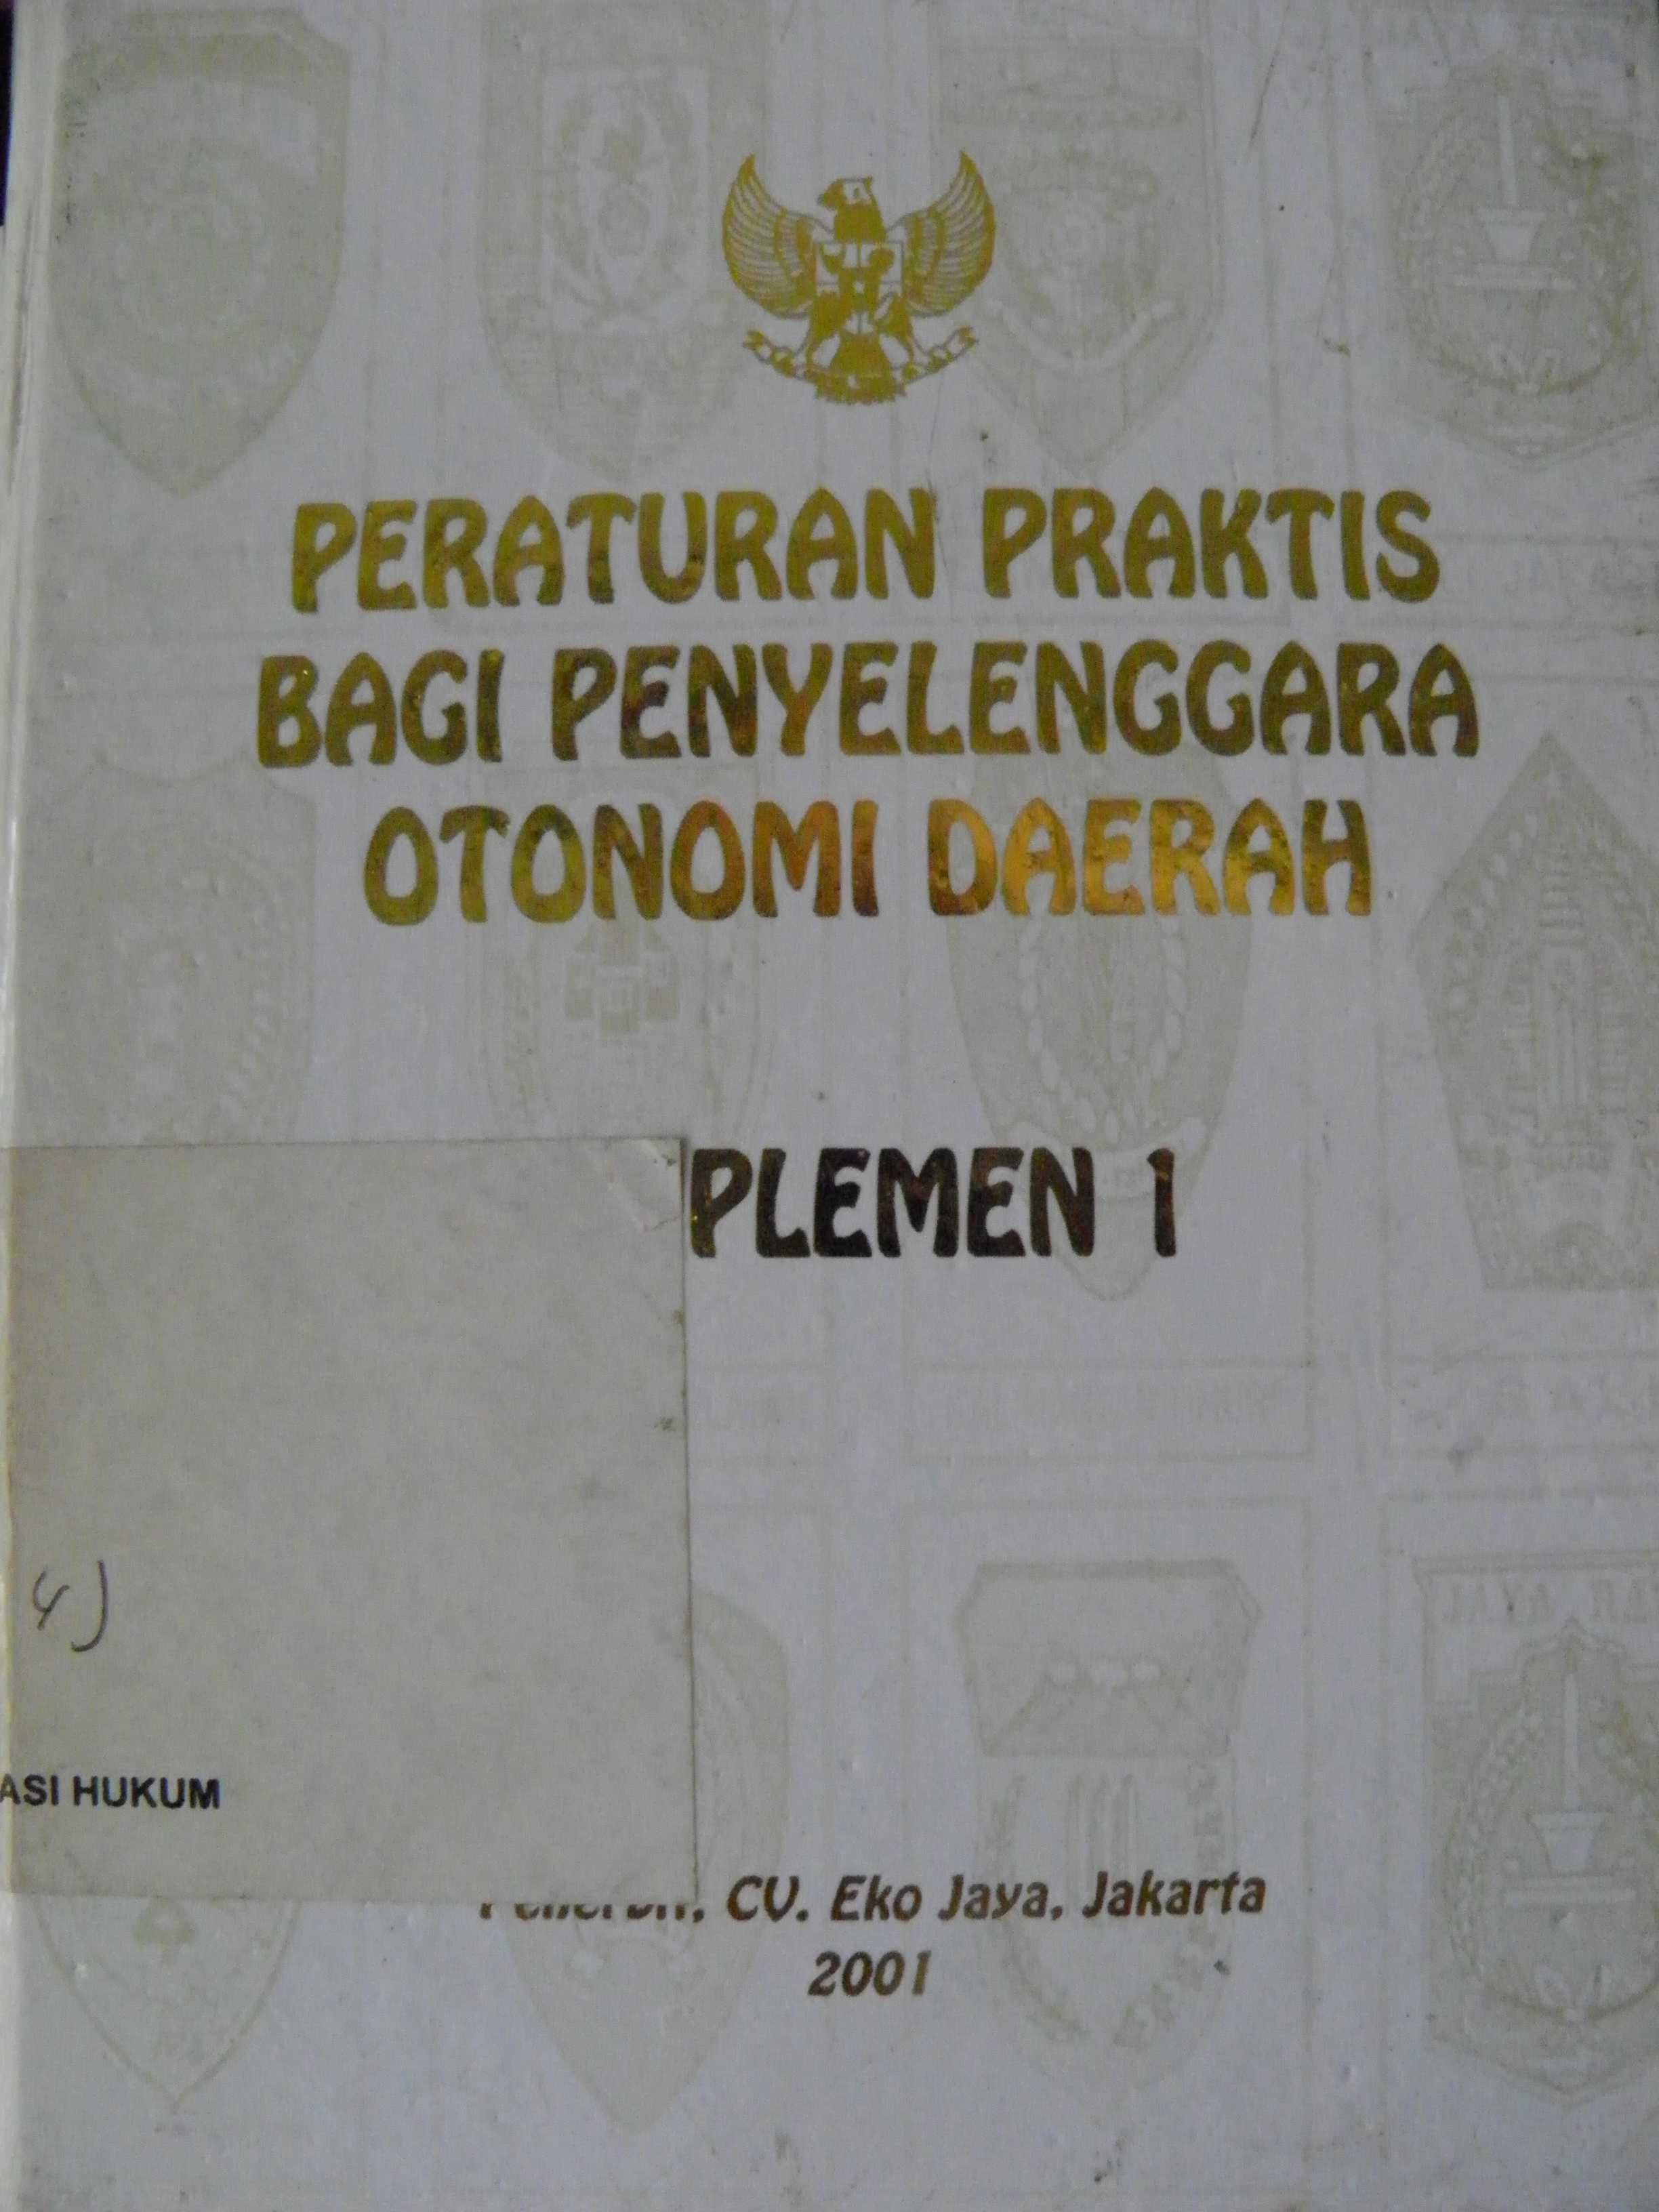 PERATURAN PRAKTIS
BAGI PENYELENGGARA
OTONOMI DAERAH
PLEMEN 1
4)
ASI HUKUM
CV. Eko Jaya, Jakarta
2001